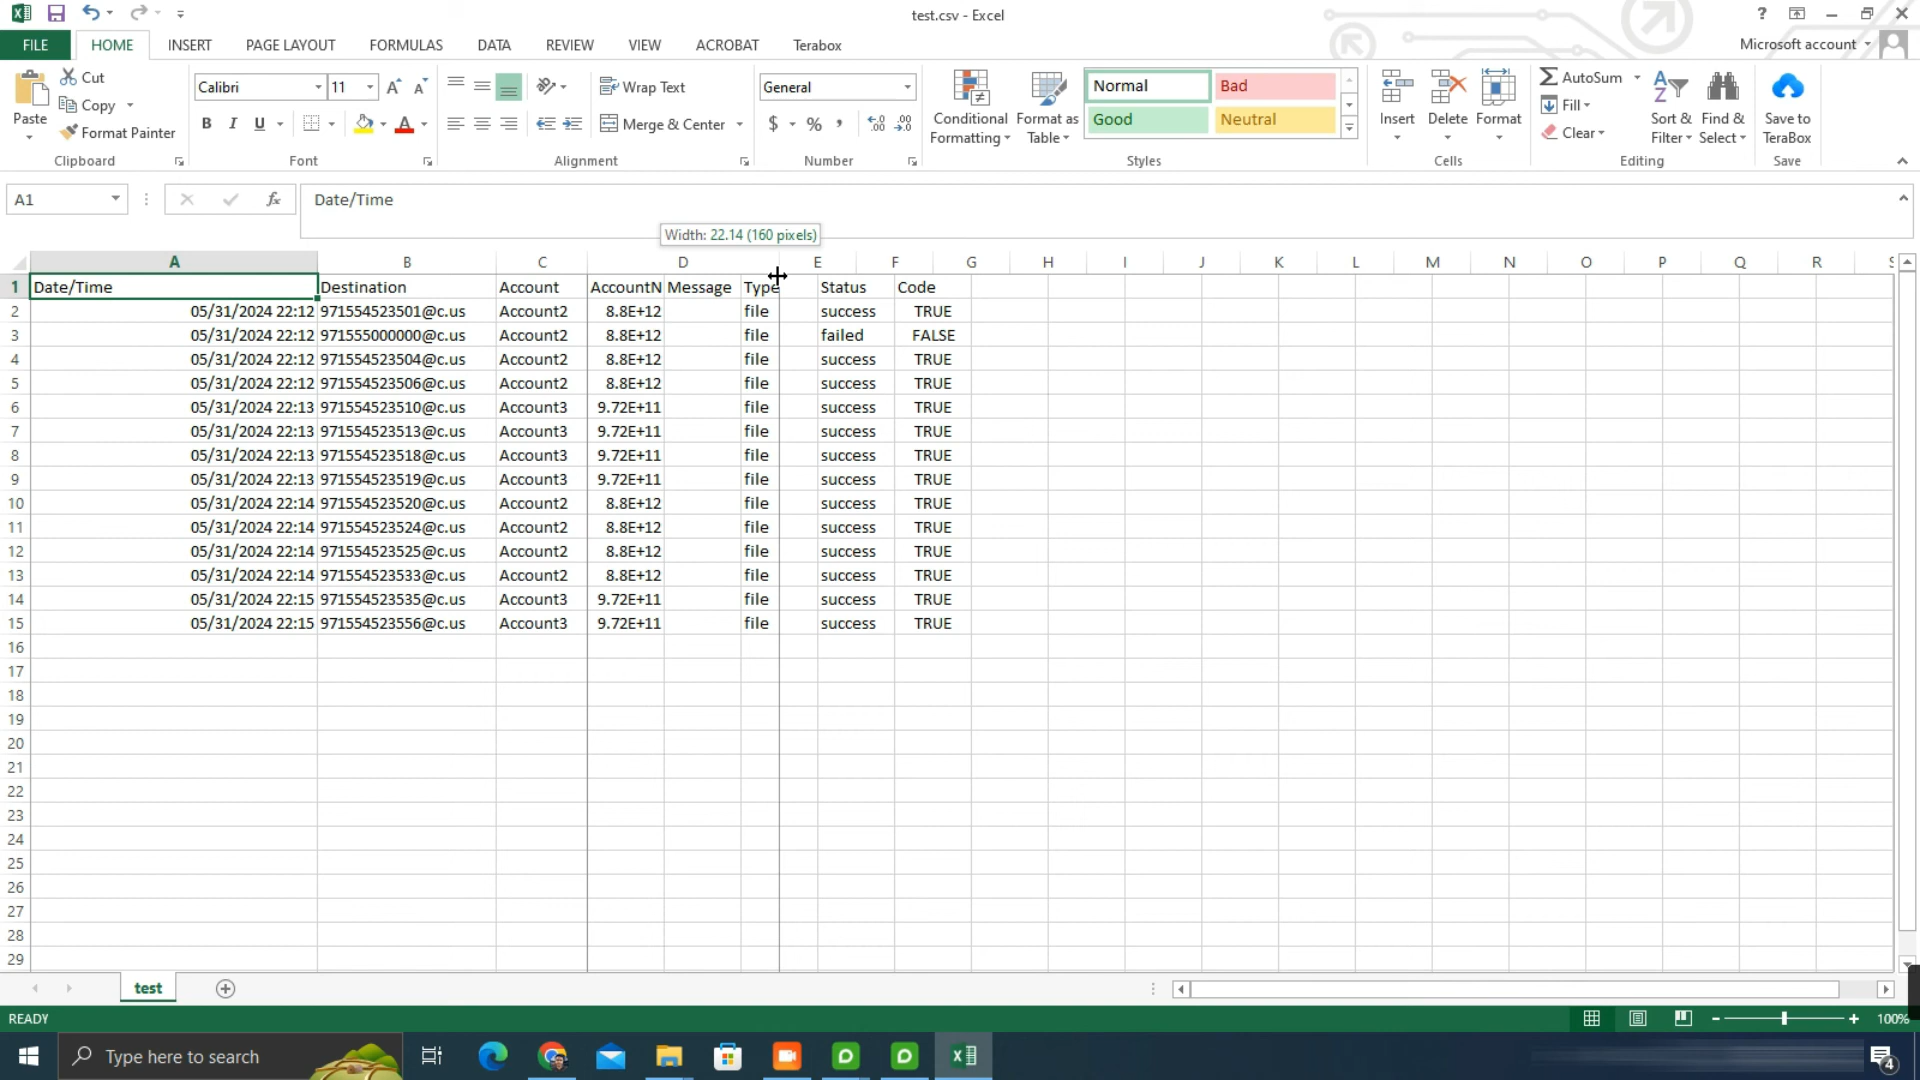 test.csv - Excel
?
FILE HOME INSERT PAGE LAYOUT FORMULAS DATA REVIEW VIEW ACROBAT Terabox Microsoft account
Paste
Cut
Copy
Format Painter
Clipboard
Calibri 11
B I U A
Font
Wrap Text
Merge & Center
Alignment
General
$ % ,
Number
Conditional Formatting
Format as Table
Normal Bad
Good Neutral
Styles
Insert Delete Format
Cells
AutoSum
Fill
Clear
Sort & Filter
Find & Select
Editing
Save to TeraBox
Save
A1 fx Date/Time
Width: 22.14 (160 pixels)
A B C D E F G H I J K L M N O P Q R S
1 Date/Time Destination Account AccountN Message Type Status Code
2 05/31/2024 22:12 971554523501@c.us Account2 8.8E+12 file success TRUE
3 05/31/2024 22:12 971555000000@c.us Account2 8.8E+12 file failed FALSE
4 05/31/2024 22:12 971554523504@c.us Account2 8.8E+12 file success TRUE
5 05/31/2024 22:12 971554523506@c.us Account2 8.8E+12 file success TRUE
6 05/31/2024 22:13 971554523510@c.us Account3 9.72E+11 file success TRUE
7 05/31/2024 22:13 971554523513@c.us Account3 9.72E+11 file success TRUE
8 05/31/2024 22:13 971554523518@c.us Account3 9.72E+11 file success TRUE
9 05/31/2024 22:13 971554523519@c.us Account3 9.72E+11 file success TRUE
10 05/31/2024 22:14 971554523520@c.us Account2 8.8E+12 file success TRUE
11 05/31/2024 22:14 971554523524@c.us Account2 8.8E+12 file success TRUE
12 05/31/2024 22:14 971554523525@c.us Account2 8.8E+12 file success TRUE
13 05/31/2024 22:14 971554523533@c.us Account2 8.8E+12 file success TRUE
14 05/31/2024 22:15 971554523535@c.us Account3 9.72E+11 file success TRUE
15 05/31/2024 22:15 971554523556@c.us Account3 9.72E+11 file success TRUE
16
17
18
19
20
21
22
23
24
25
26
27
28
29
test
READY 100%
Type here to search 4